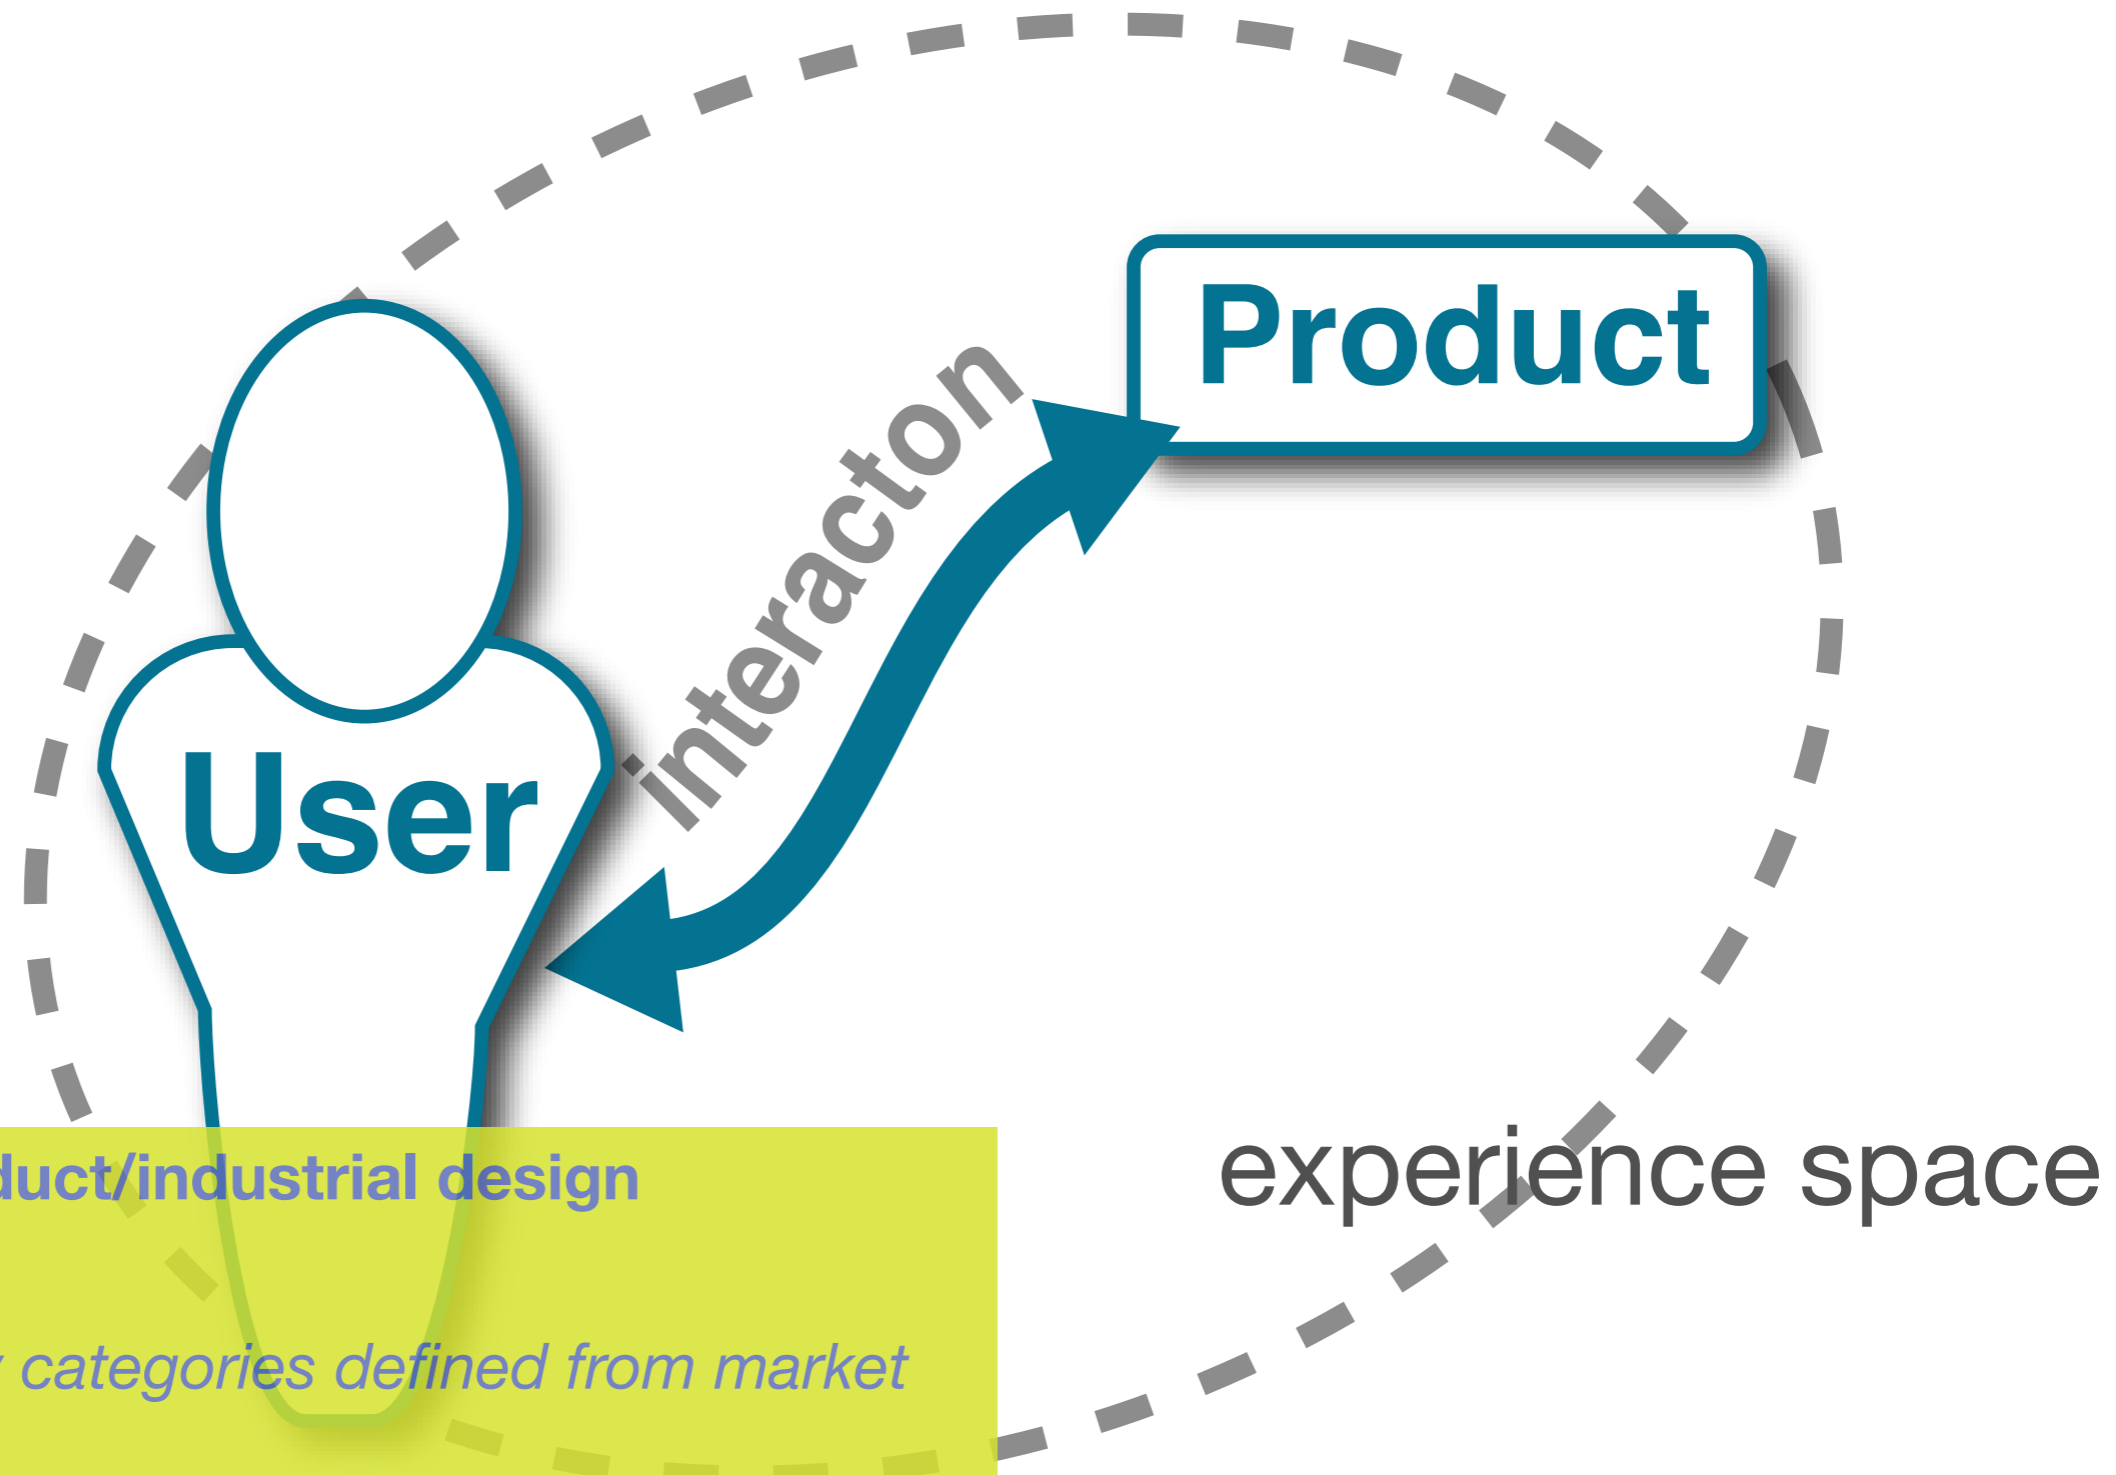 Product
interacton
User
duct/industrial design
experience space
categories defined from market